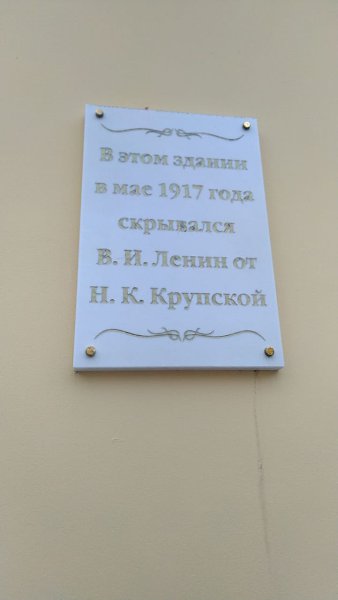 В этом здании
в мае 1917 года
скрывался
В. И. Ленин от
Н. К. Крупской